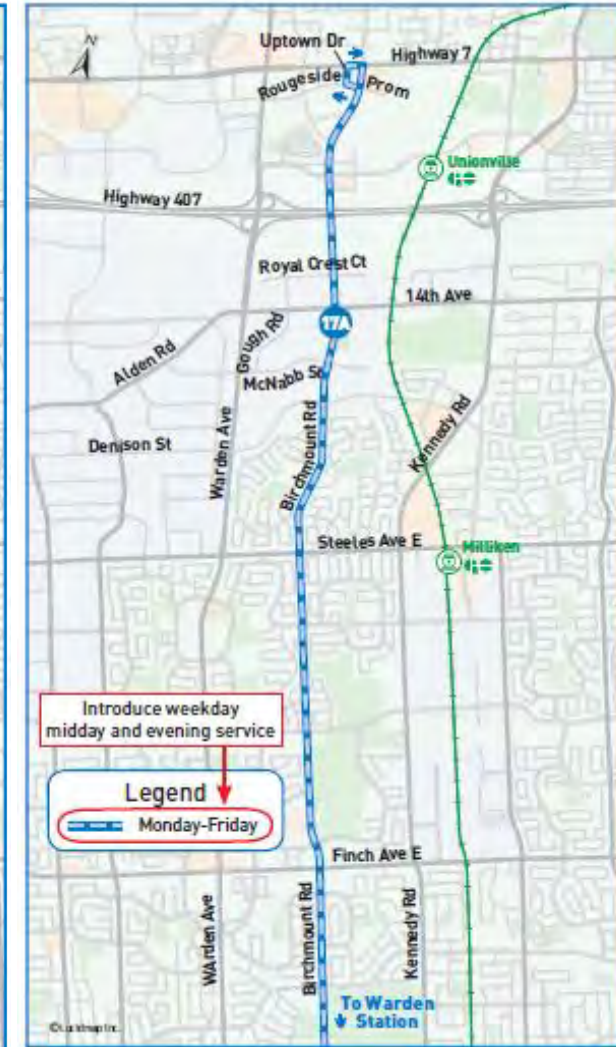 N
Uptown Dr
Highway 7
Rougeside
Prom
Unionville
GO
Highway 407
Royal Crest Ct
14th Ave
17A
Gough Rd
Alden Rd
McNabb St
Kennedy Rd
Denison St
Warden Ave
Birchmount Rd
Steeles Ave E
Milliken
GO
Introduce weekday
midday and evening service
Legend
Monday-Friday
Finch Ave E
WArden Ave
Birchmount Rd
Kennedy Rd
To Warden
Station